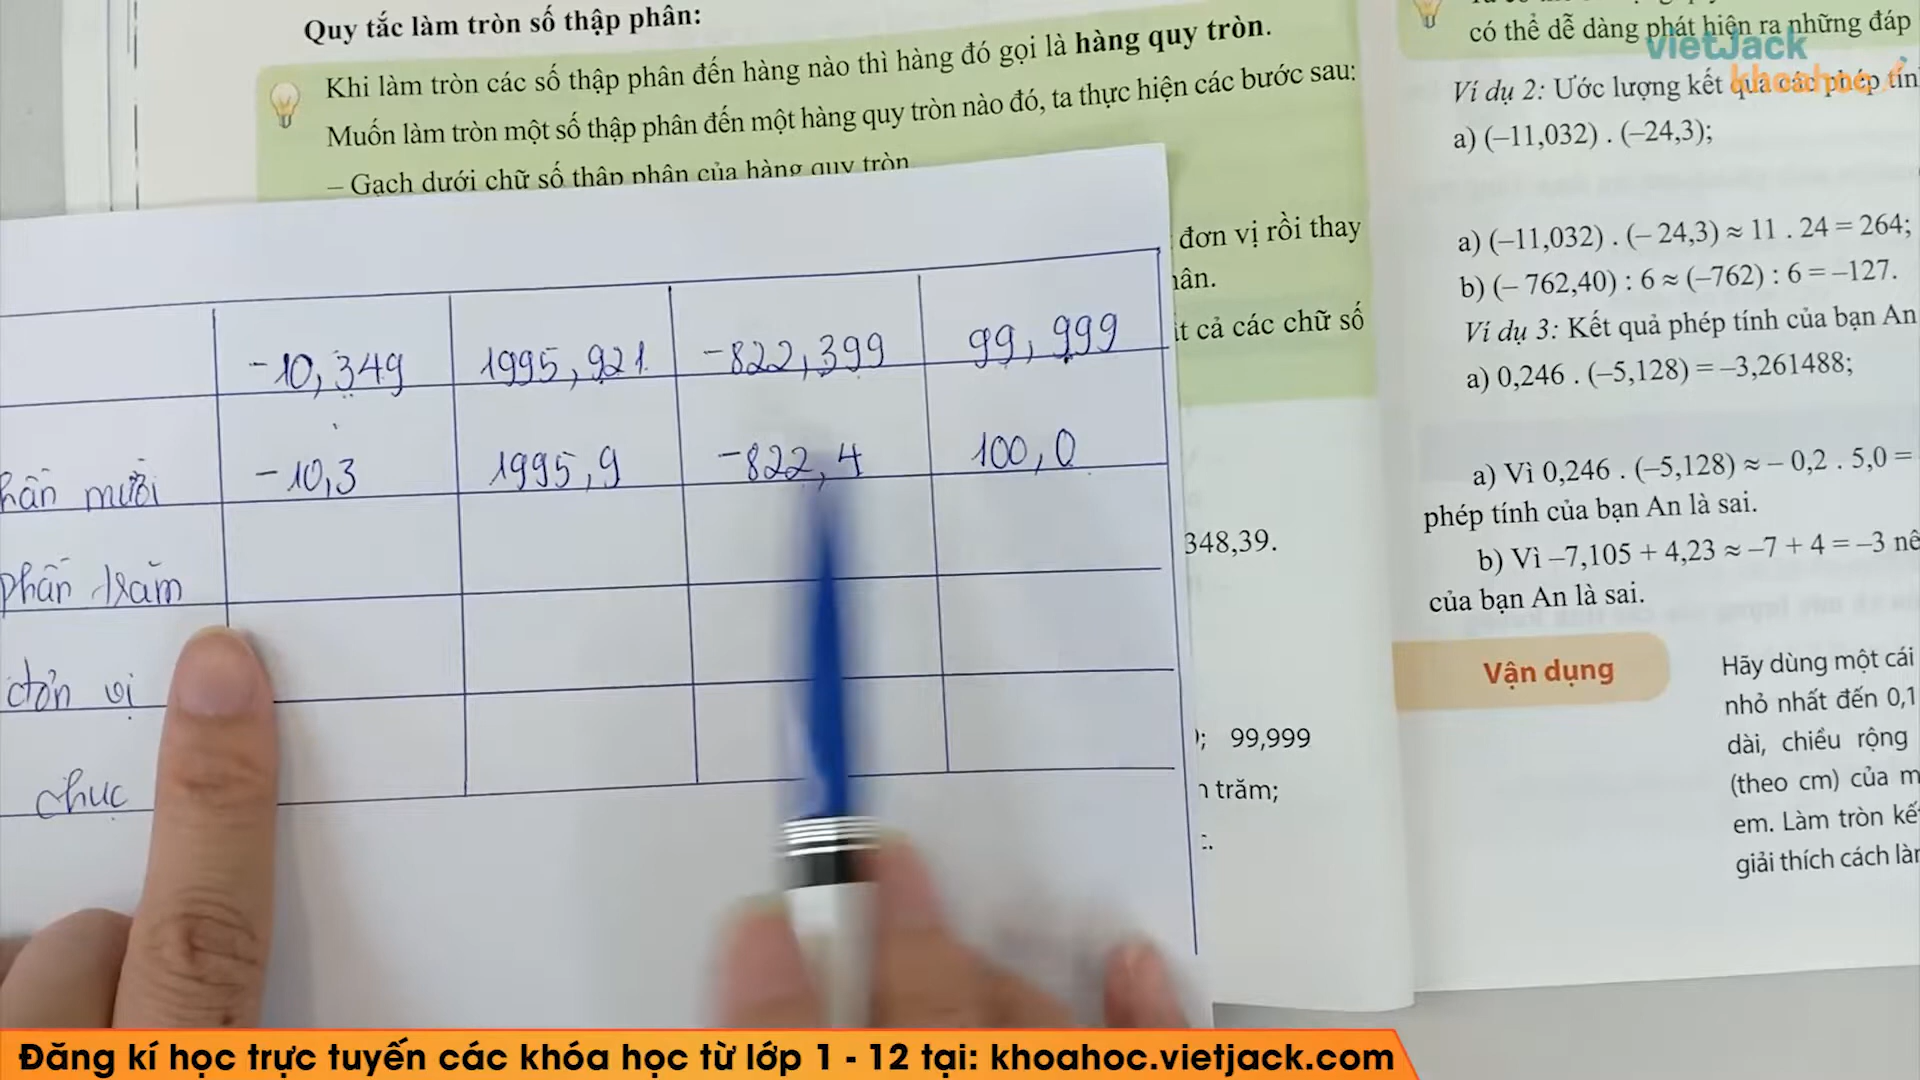 Quy tắc làm tròn số thập phân:
Khi làm tròn các số thập phân đến hàng nào thì hàng đó gọi là hàng quy tròn.
Muốn làm tròn một số thập phân đến một hàng quy tròn nào đó, ta thực hiện các bước sau:
– Gạch dưới chữ số thập phân của hàng quy tròn
đơn vị rồi thay
cả các chữ số
-10,349 1995,921 -822,399 99,999
mười -10,3 1995,9 -822,4 100,0
phần trăm
đơn vị
chục
348,39.
; 99,999
trăm;
có thể dễ dàng phát hiện ra những đáp
vietJack
khoahoc
Ví dụ 2: Ước lượng kết quả các phép
a) (–11,032) . (–24,3);
a) (–11,032) . (– 24,3) ≈ 11 . 24 = 264;
b) (– 762,40) : 6 ≈ (–762) : 6 = –127.
Ví dụ 3: Kết quả phép tính của bạn An
a) 0,246 . (–5,128) = –3,261488;
a) Vì 0,246 . (–5,128) ≈ – 0,2 . 5,0 =
phép tính của bạn An là sai.
b) Vì –7,105 + 4,23 ≈ –7 + 4 = –3
của bạn An là sai.
Vận dụng
Hãy dùng một cái
nhỏ nhất đến 0,1
dài, chiều rộng
(theo cm) của
em. Làm tròn
giải thích cách
Đăng kí học trực tuyến các khóa học từ lớp 1 - 12 tại: khoahoc.vietjack.com